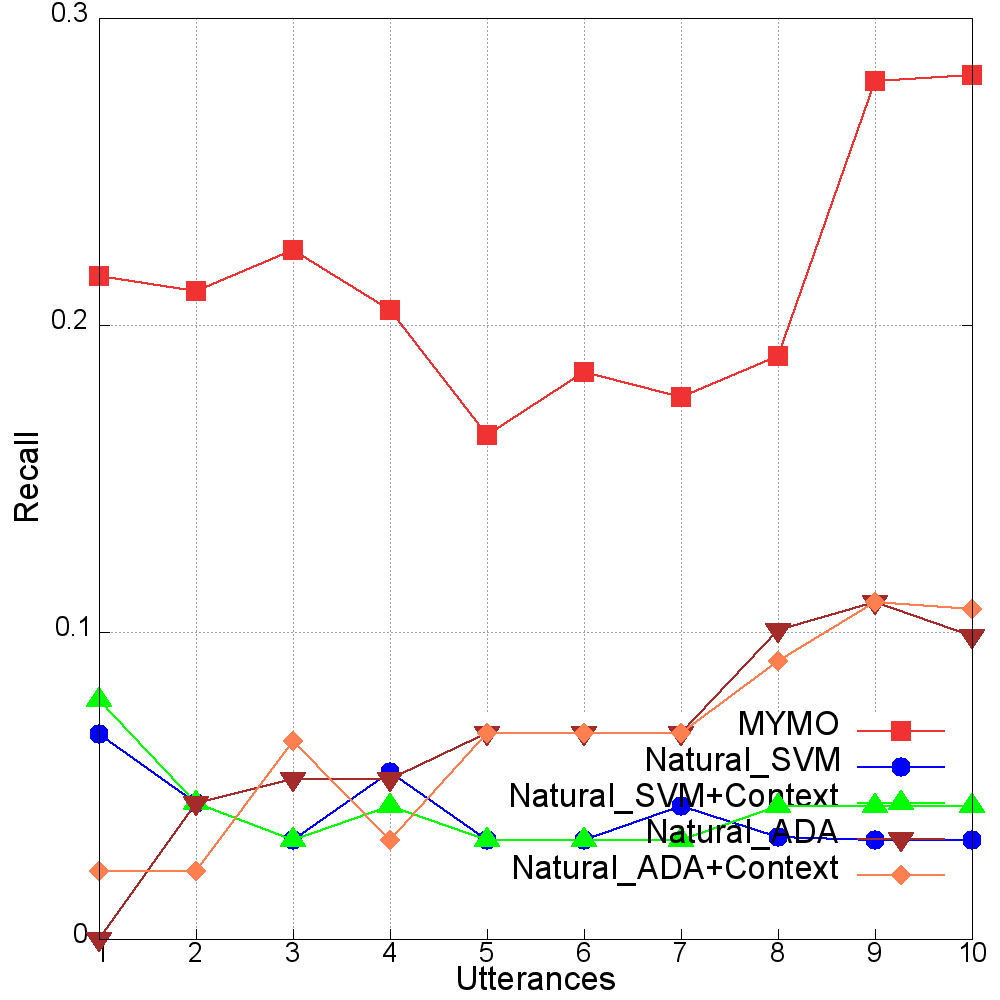 0.3
0.2
0.1
0
Recall
1 2 3 4 5 6 7 8 9 10
Utterances
MYMO
Natural_SVM
Natural_SVM+Context
Natural_ADA
Natural_ADA+Context